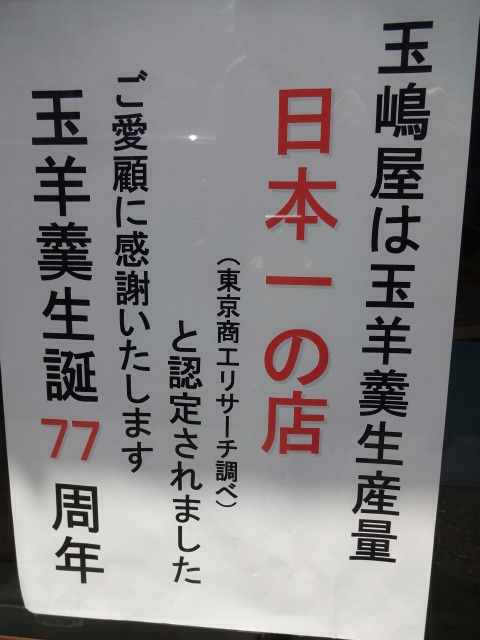 玉嶋屋は玉羊羹生産量
日本一の店
(東京商工リサーチ調べ)
と認定されました
ご愛顧に感謝いたします
玉羊羹生誕77周年